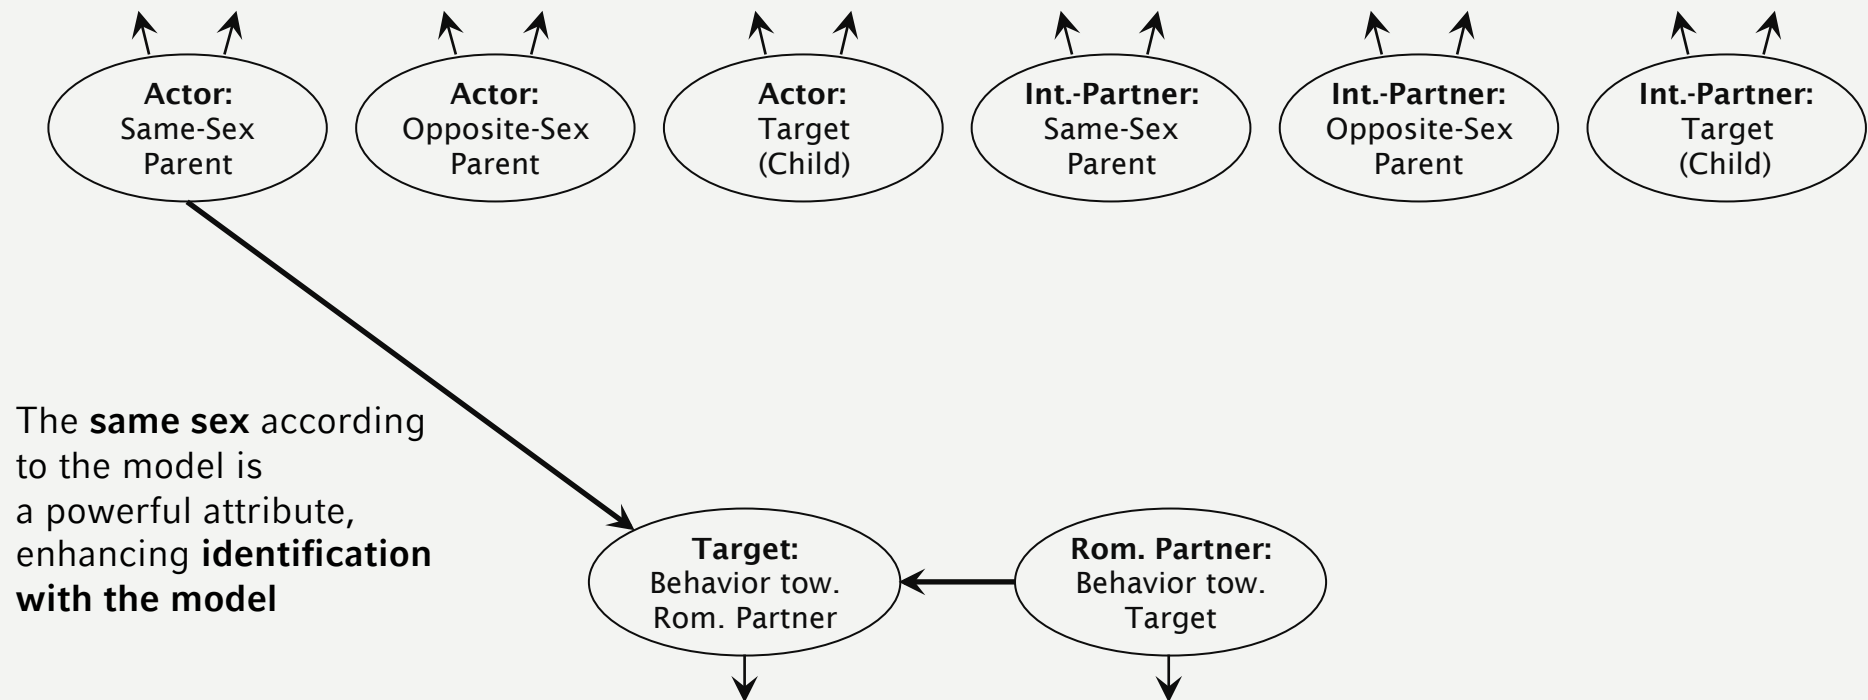 Actor:
Same-Sex
Parent
Actor:
Opposite-Sex
Parent
Actor:
Target
(Child)
Int.-Partner:
Same-Sex
Parent
Int.-Partner:
Opposite-Sex
Parent
Int.-Partner:
Target
(Child)
The same sex according
to the model is
a powerful attribute,
enhancing identification
with the model
Target:
Behavior tow.
Rom. Partner
Rom. Partner:
Behavior tow.
Target